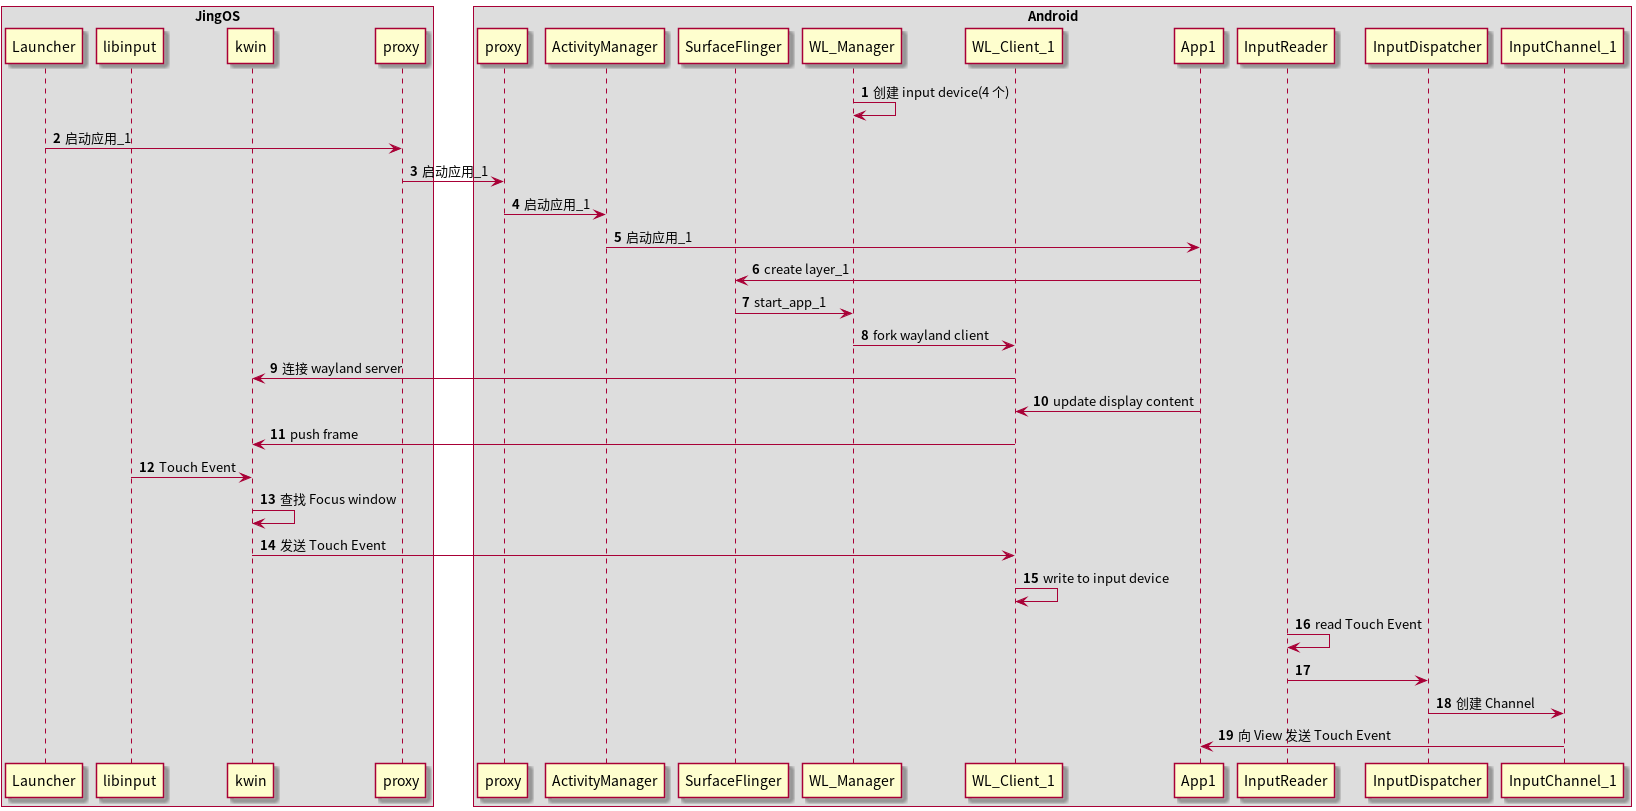 JingOS
Android
Launcher
libinput
kwin
proxy
proxy
ActivityManager
SurfaceFlinger
WL_Manager
WL_Client_1
App1
InputReader
InputDispatcher
InputChannel_1
1 创建 input device(4 个)
2 启动应用_1
3 启动应用_1
4 启动应用_1
5 启动应用_1
6 create layer_1
7 start_app_1
8 fork wayland client
9 连接 wayland server
10 update display content
11 push frame
12 Touch Event
13 查找 Focus window
14 发送 Touch Event
15 write to input device
16 read Touch Event
17
18 创建 Channel
19 向 View 发送 Touch Event
Launcher
libinput
kwin
proxy
proxy
ActivityManager
SurfaceFlinger
WL_Manager
WL_Client_1
App1
InputReader
InputDispatcher
InputChannel_1